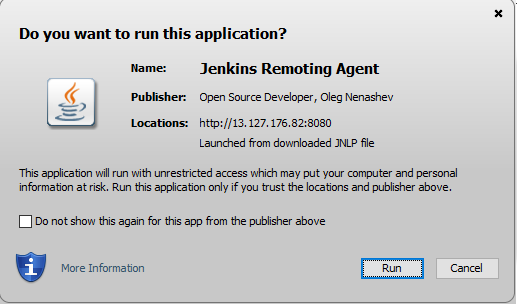 Do you want to run this application?
Name: Jenkins Remoting Agent
Publisher: Open Source Developer, Oleg Nenashev
Locations: http://13.127.176.82:8080
Launched from downloaded JNLP file
This application will run with unrestricted access which may put your computer and personal
information at risk. Run this application only if you trust the locations and publisher above.
Do not show this again for this app from the publisher above
More Information
Run
Cancel